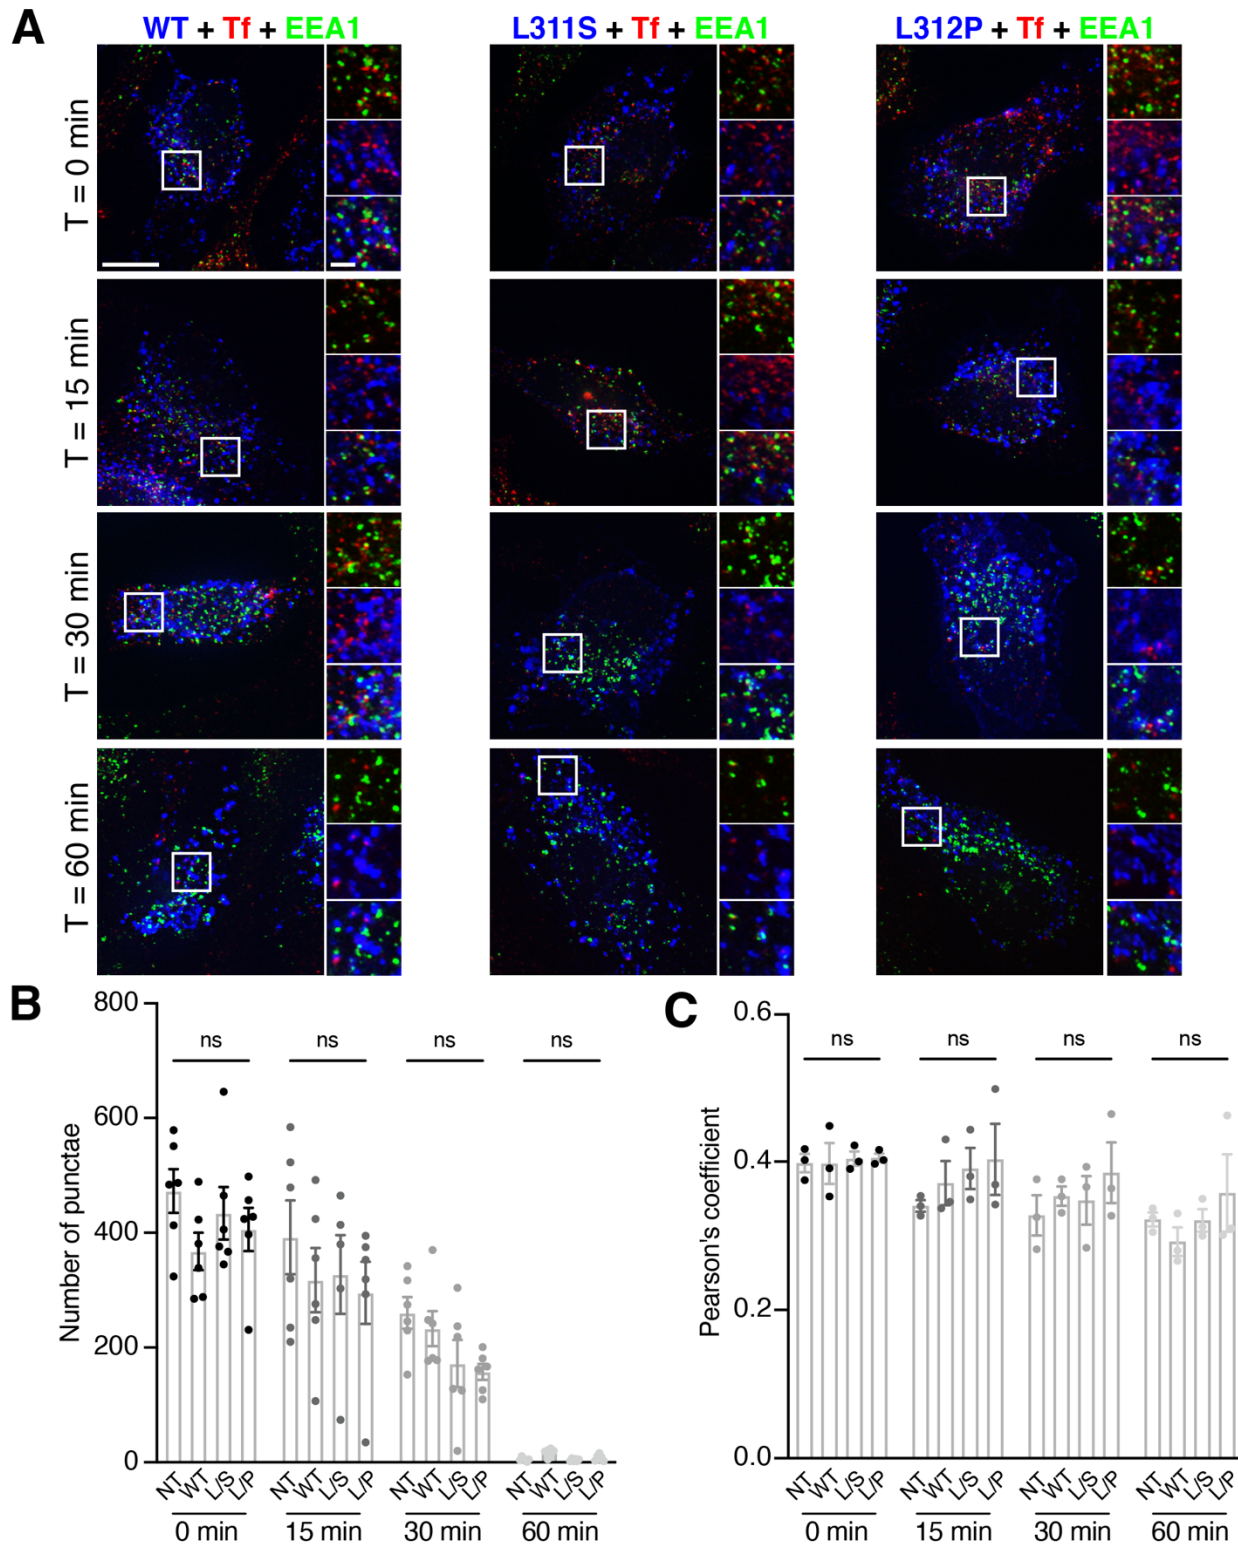 A
WT + Tf + EEA1
L311S + Tf + EEA1
L312P + Tf + EEA1
T = 0 min
T = 15 min
T = 30 min
T = 60 min
B
Number of punctae
800
600
400
200
0
ns ns ns ns
NT WT L/S L/P NT WT L/S L/P NT WT L/S L/P NT WT L/S L/P
0 min 15 min 30 min 60 min
C
Pearson's coefficient
0.6
0.4
0.2
0.0
ns ns ns ns
NT WT L/S L/P NT WT L/S L/P NT WT L/S L/P NT WT L/S L/P
0 min 15 min 30 min 60 min